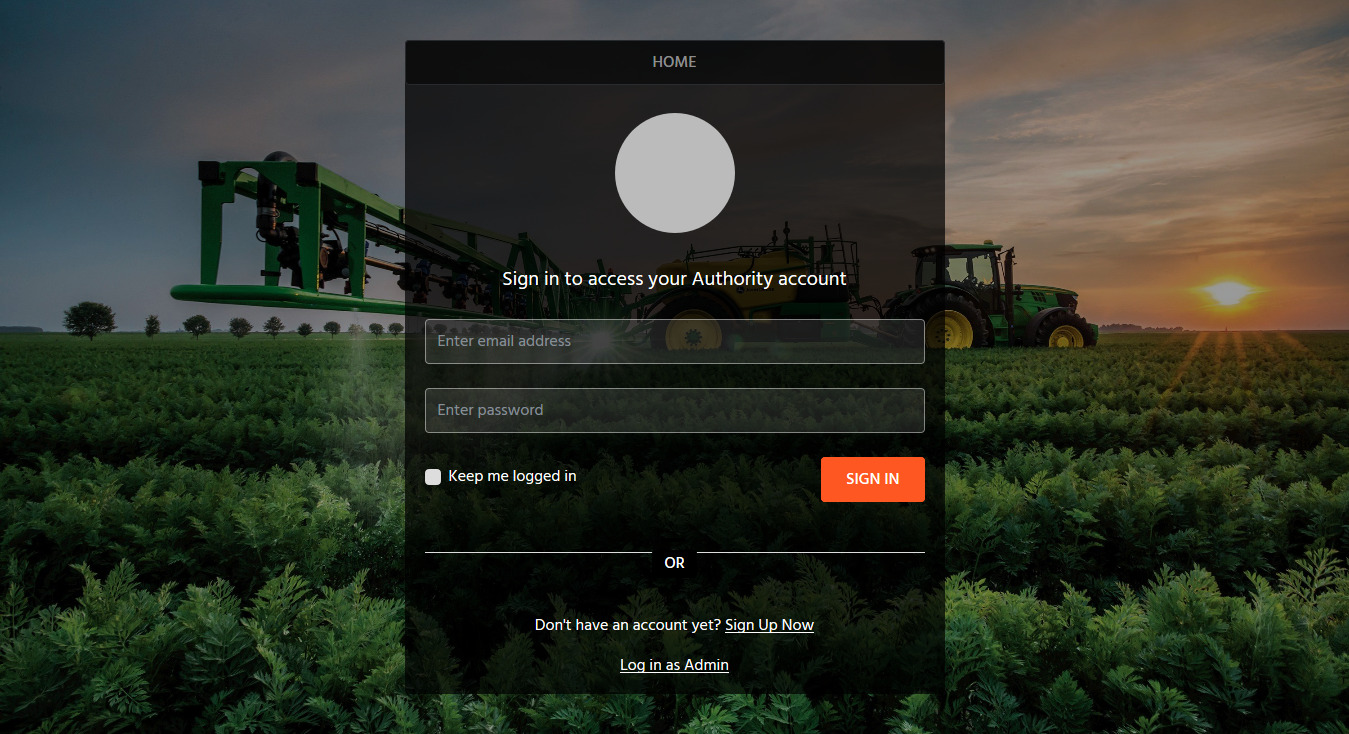 HOME
Sign in to access your Authority account
Enter email address
Enter password
Keep me logged in
SIGN IN
OR
Don't have an account yet? Sign Up Now
Log in as Admin